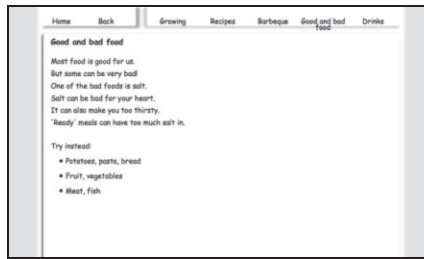 Home Back Growing Recipes Barbeque Good and bad food Drinks
Good and bad food
Most food is good for us.
But some can be very bad!
One of the bad foods is salt.
Salt can be bad for your heart.
It can also make you too thirsty.
'Ready' meals can have too much salt in.
Try instead:
• Potatoes, pasta, bread
• Fruit, vegetables
• Meat, fish